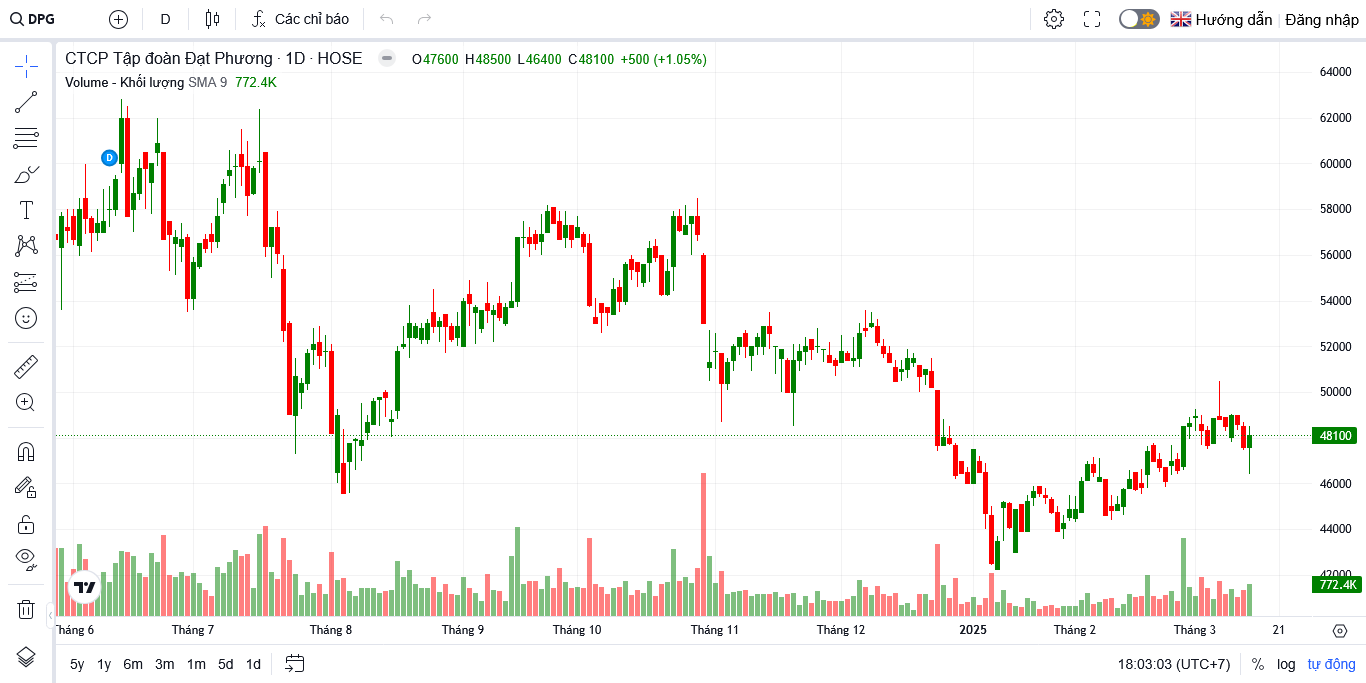 DPG D Các chỉ báo Hướng dẫn Đăng nhập
CTCP Tập đoàn Đạt Phương · 1D · HOSE O47600 H48500 L46400 C48100 +500 (+1.05%)
Volume - Khối lượng SMA 9 772.4K
64000
62000
D
60000
58000
56000
54000
52000
50000
48100
46000
44000
42000
772.4K
Tháng 6 Tháng 7 Tháng 8 Tháng 9 Tháng 10 Tháng 11 Tháng 12 2025 Tháng 2 Tháng 3 21
5y 1y 6m 3m 1m 5d 1d 18:03:03 (UTC+7) % log tự động